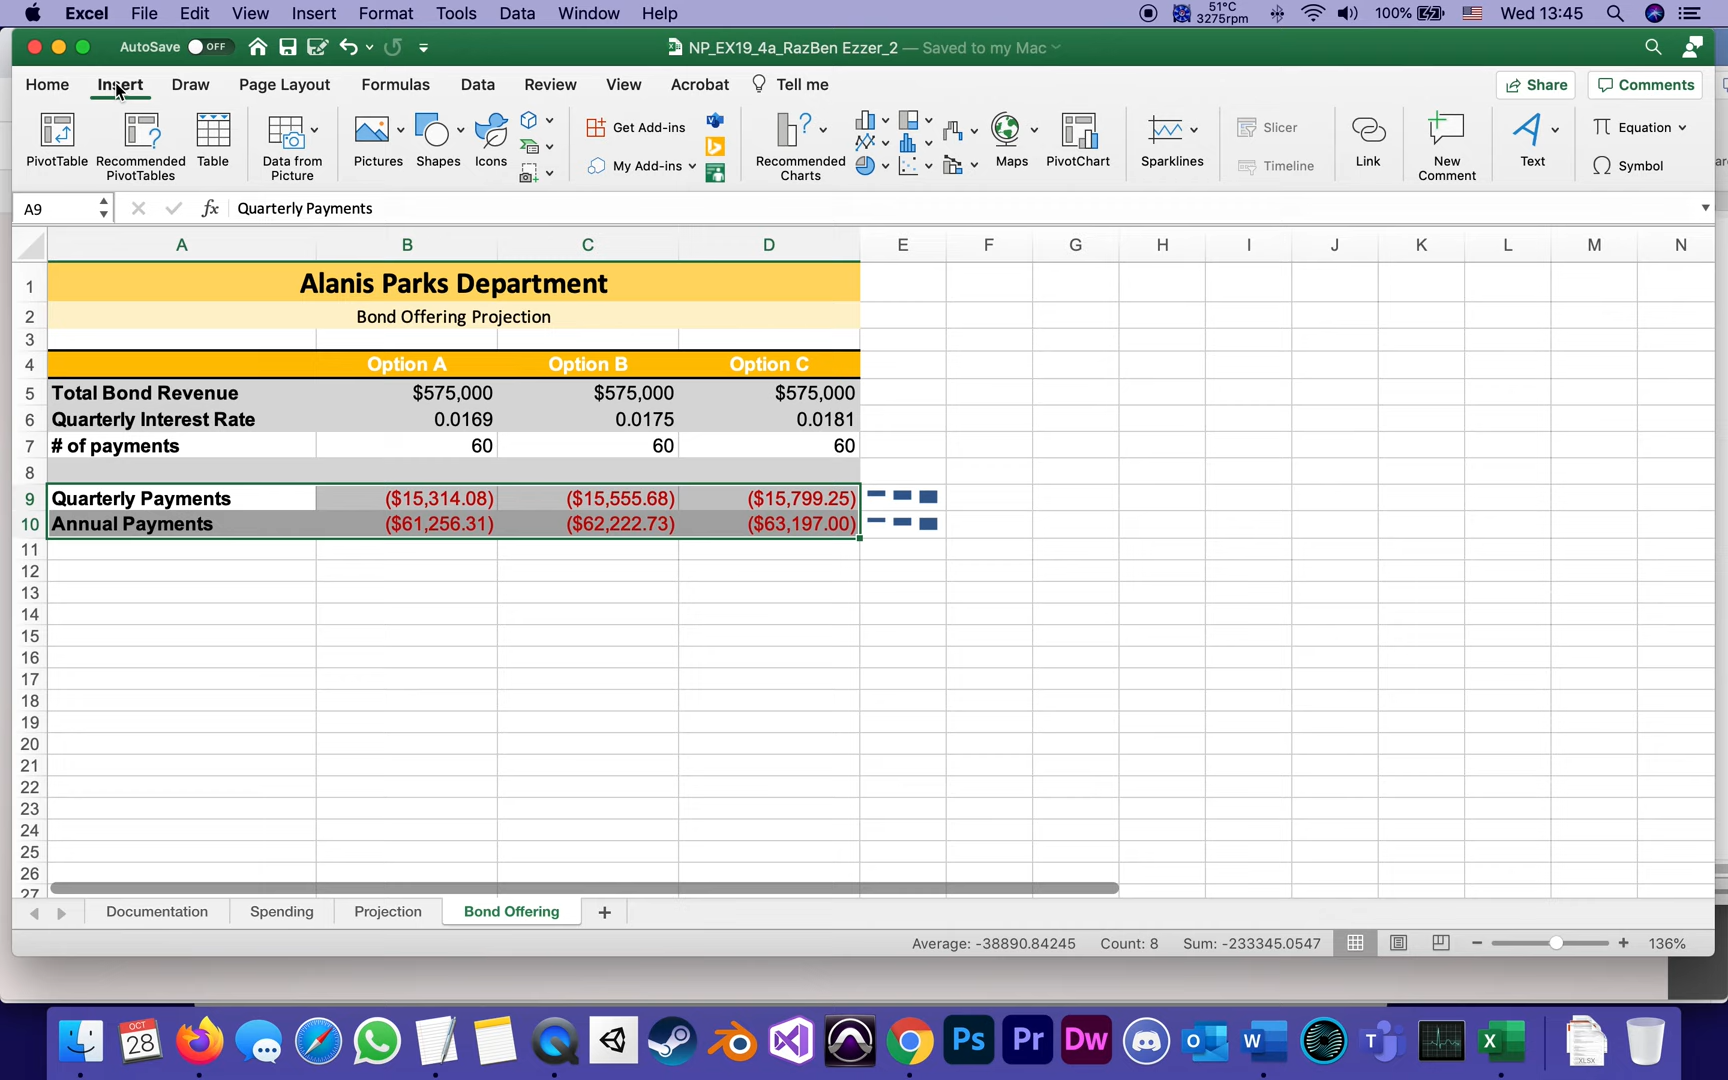 Excel File Edit View Insert Format Tools Data Window Help 51°C 3275rpm 100% Wed 13:45
AutoSave OFF NP_EX19_4a_RazBen Ezzer_2 — Saved to my Mac
Home Insert Draw Page Layout Formulas Data Review View Acrobat Tell me Share Comments
PivotTable Recommended PivotTables Table Data from Picture Pictures Shapes Icons Get Add-ins My Add-ins Recommended Charts Maps PivotChart Sparklines Slicer Timeline Link New Comment Text Equation Symbol
A9 fx Quarterly Payments
A B C D E F G H I J K L M N
1 Alanis Parks Department
2 Bond Offering Projection
3
4 Option A Option B Option C
5 Total Bond Revenue $575,000 $575,000 $575,000
6 Quarterly Interest Rate 0.0169 0.0175 0.0181
7 # of payments 60 60 60
8
9 Quarterly Payments ($15,314.08) ($15,555.68) ($15,799.25)
10 Annual Payments ($61,256.31) ($62,222.73) ($63,197.00)
11
12
13
14
15
16
17
18
19
20
21
22
23
24
25
26
27
Documentation Spending Projection Bond Offering
Average: -38890.84245 Count: 8 Sum: -233345.0547 136%
OCT 28 Ps Pr Dw O W T X XLSX